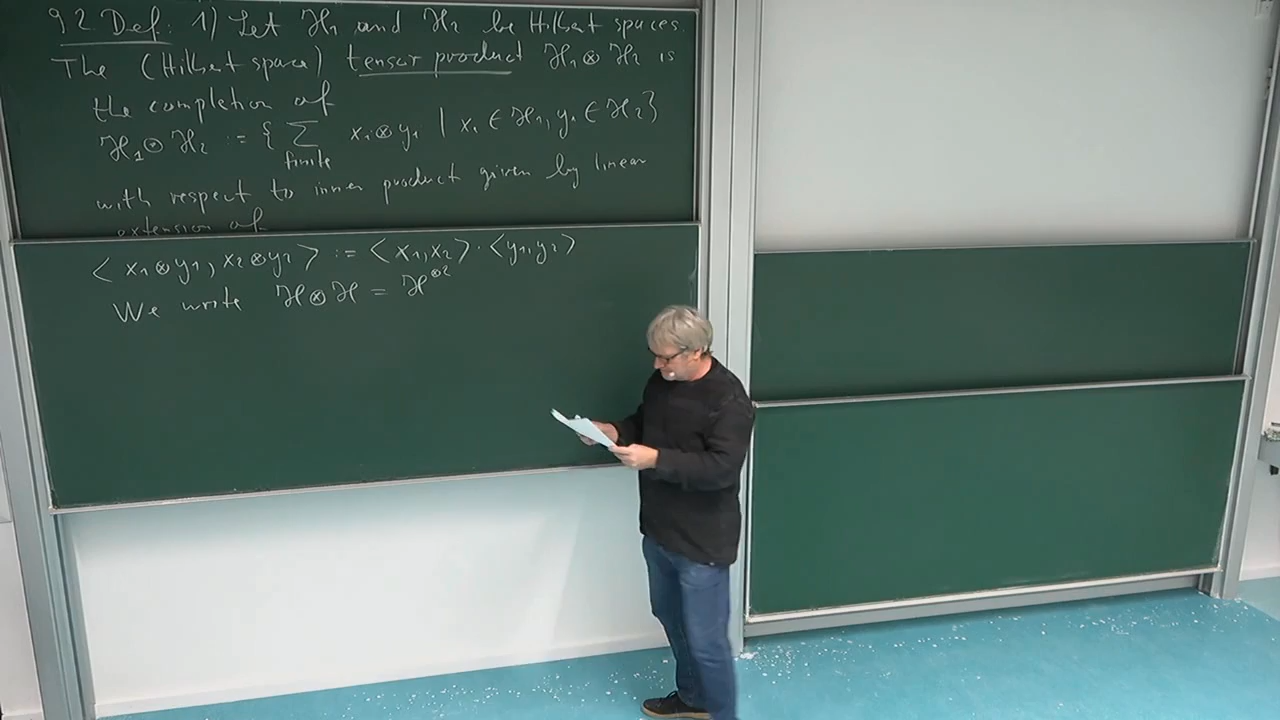 9.2 Def.: 1) Let ℋ₁ and ℋ₂ be Hilbert spaces.
The (Hilbert space) tensor product ℋ₁ ⊗ ℋ₂ is
the completion of
ℋ₁ ⊙ ℋ₂ := { ∑ xᵢ ⊗ yᵢ | xᵢ ∈ ℋ₁, yᵢ ∈ ℋ₂ }
finite
with respect to inner product given by linear
extension of
⟨ x₁ ⊗ y₁, x₂ ⊗ y₂ ⟩ := ⟨ x₁, x₂ ⟩ · ⟨ y₁, y₂ ⟩
We write ℋ ⊗ ℋ = ℋ^⊗2